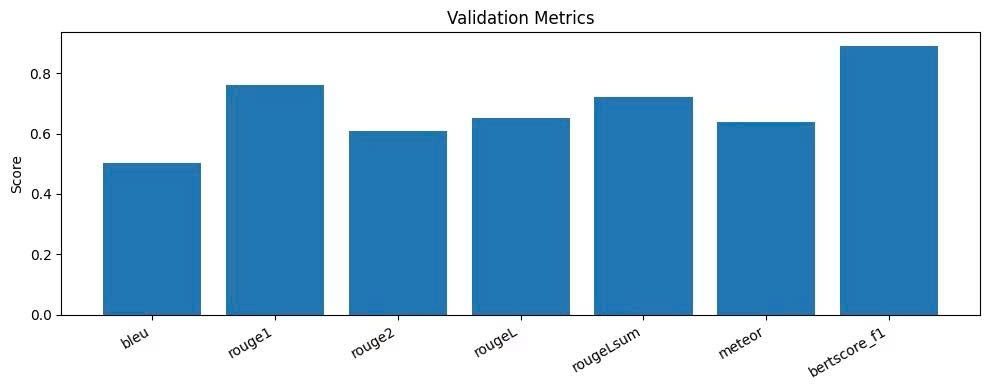 Validation Metrics
Score
0.8
0.6
0.4
0.2
0.0
bleu
rouge1
rouge2
rougeL
rougeLsum
meteor
bertscore_f1